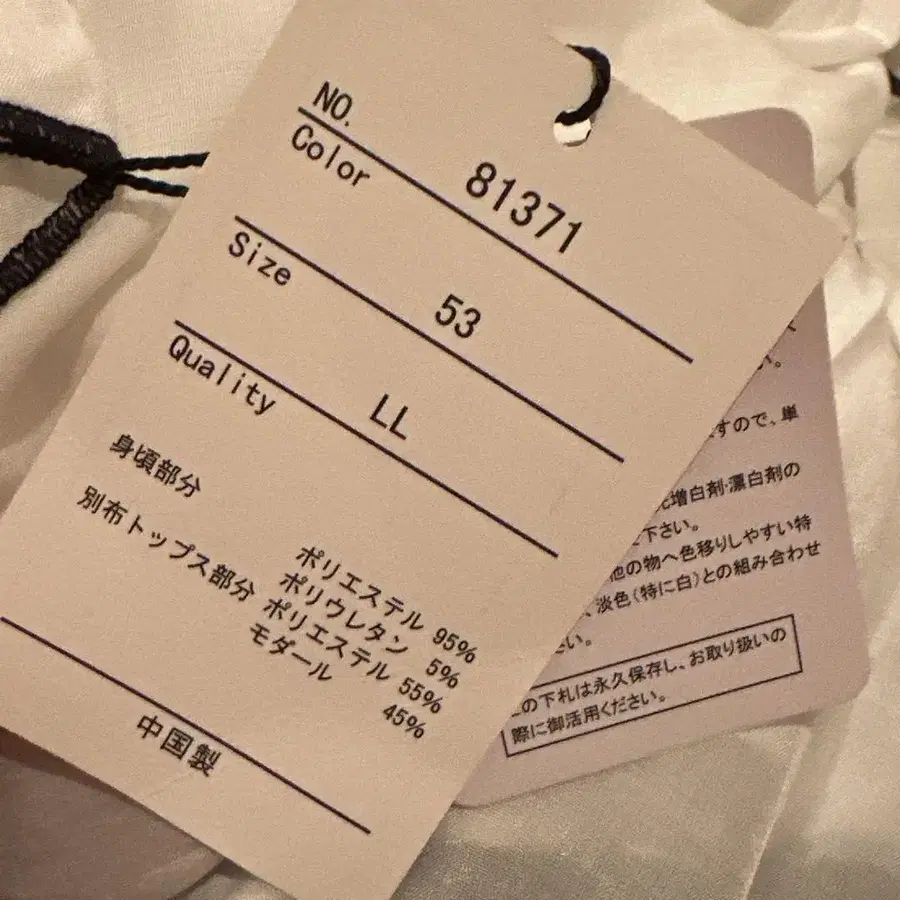 NO. 81371
Color 53
Size LL
Quality
身頃部分
ポリエステル 95%
ポリウレタン 5%
別布トップス部分 ポリエステル 55%
モダール 45%
中国製
い。
すので、単
増白剤・漂白剤の
下さい。
他の物へ色移りしやすい特
淡色(特に白)との組み合わせ
さい。
の下札は永久保存し、お取り扱いの
際に御活用ください。